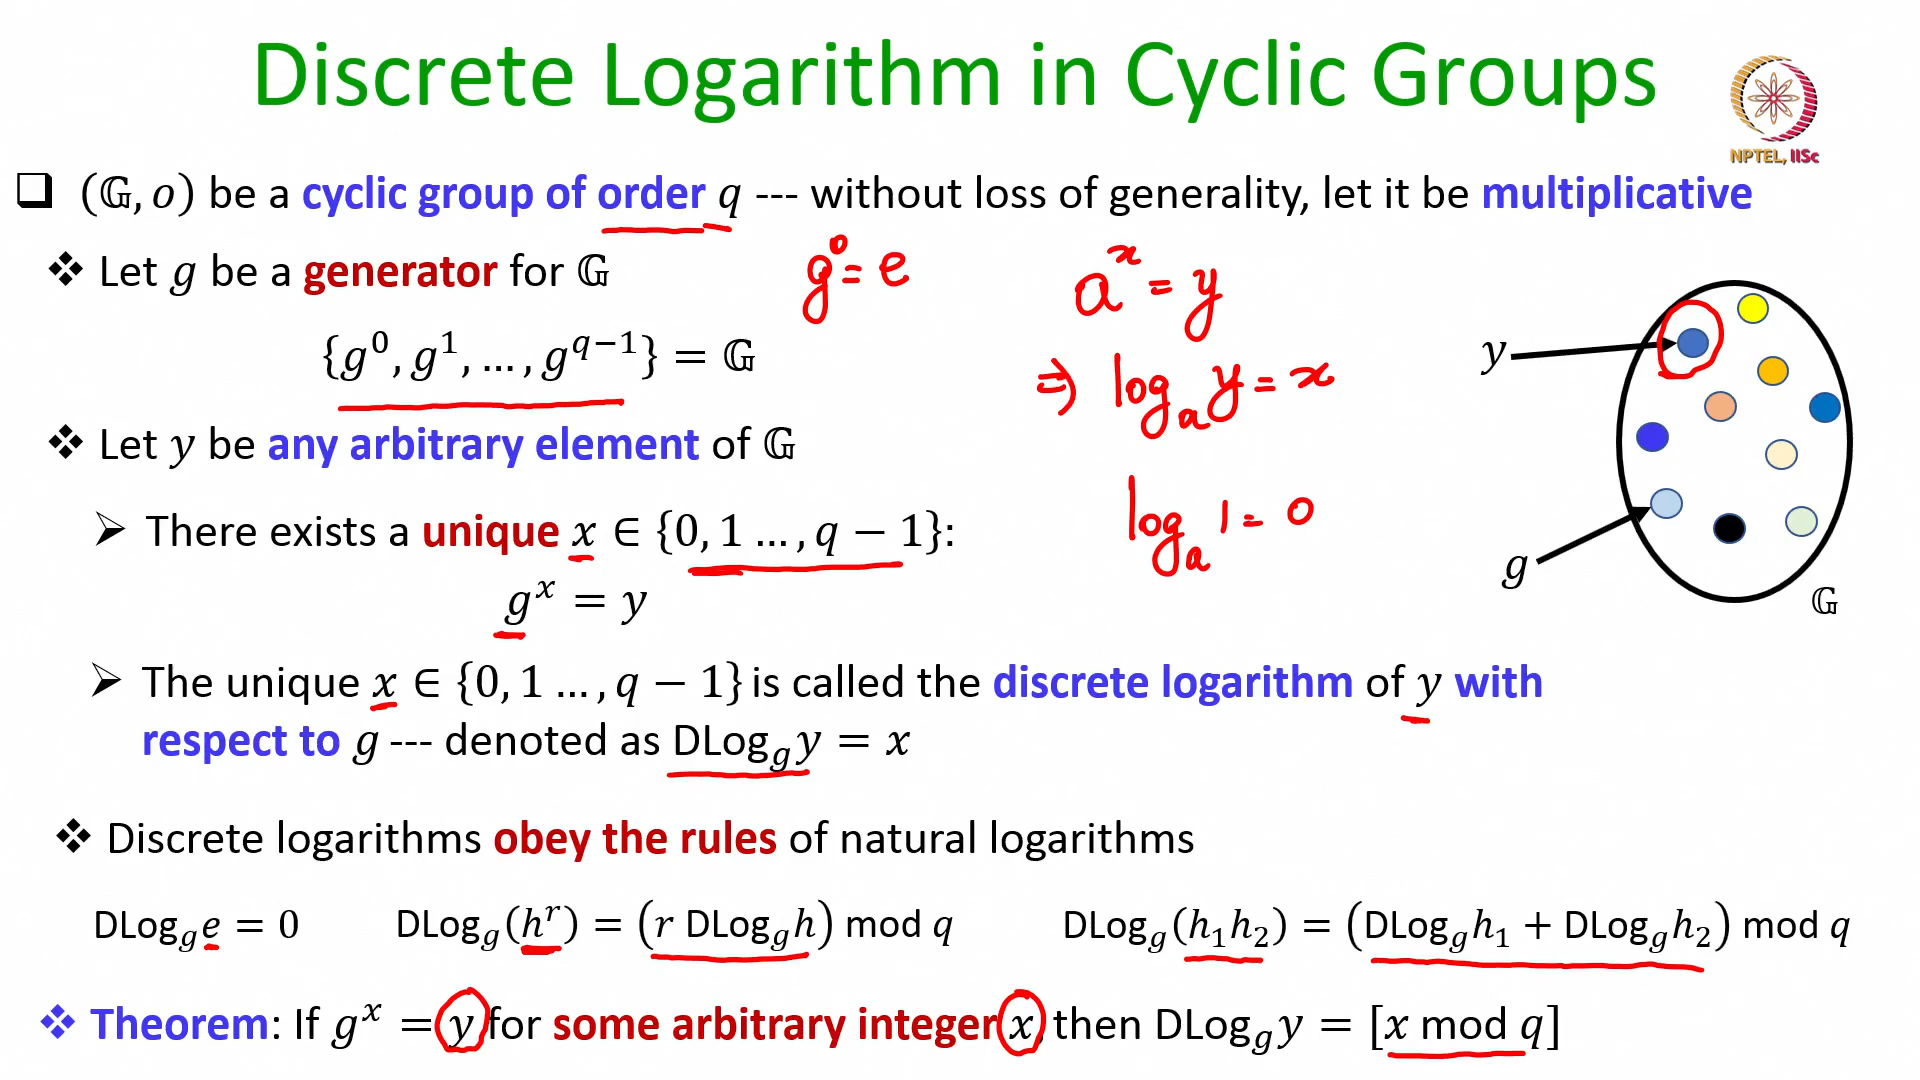 Discrete Logarithm in Cyclic Groups
NPTEL, IISc
❑ (𝔾, o) be a cyclic group of order q --- without loss of generality, let it be multiplicative
❖ Let g be a generator for 𝔾
g⁰ = e
aˣ = y
{g⁰, g¹, …, g^{q−1}} = 𝔾
⇒ logₐ y = x
y
❖ Let y be any arbitrary element of 𝔾
➢ There exists a unique x ∈ {0, 1 …, q − 1}:
logₐ 1 = 0
gˣ = y
g
𝔾
➢ The unique x ∈ {0, 1 …, q − 1} is called the discrete logarithm of y with
respect to g --- denoted as DLog_g y = x
❖ Discrete logarithms obey the rules of natural logarithms
DLog_g e = 0 DLog_g(hʳ) = (r DLog_g h) mod q DLog_g(h₁h₂) = (DLog_g h₁ + DLog_g h₂) mod q
❖ Theorem: If gˣ = y for some arbitrary integer x, then DLog_g y = [x mod q]